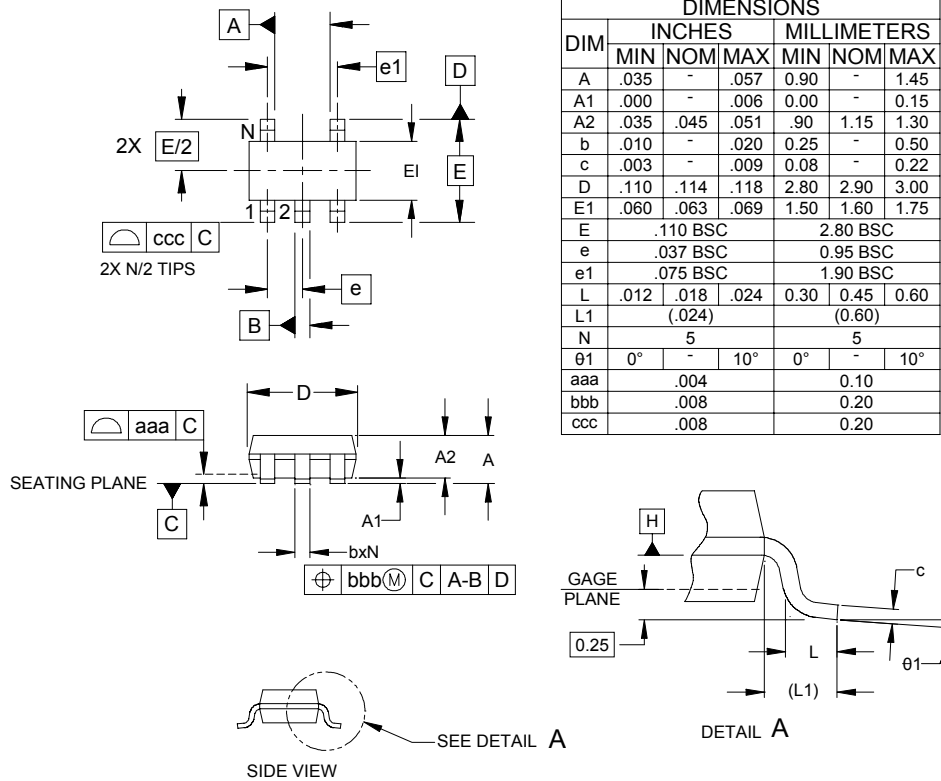 A
e1
D
N
2X E/2
EI
E
1 2
ccc C
2X N/2 TIPS
e
B
D
aaa C
A2 A
SEATING PLANE
C
A1
bxN
bbb Ⓜ C A-B D
SEE DETAIL A
SIDE VIEW
DIMENSIONS
DIM INCHES MILLIMETERS
MIN NOM MAX MIN NOM MAX
A .035 - .057 0.90 - 1.45
A1 .000 - .006 0.00 - 0.15
A2 .035 .045 .051 .90 1.15 1.30
b .010 - .020 0.25 - 0.50
c .003 - .009 0.08 - 0.22
D .110 .114 .118 2.80 2.90 3.00
E1 .060 .063 .069 1.50 1.60 1.75
E .110 BSC 2.80 BSC
e .037 BSC 0.95 BSC
e1 .075 BSC 1.90 BSC
L .012 .018 .024 0.30 0.45 0.60
L1 (.024) (0.60)
N 5 5
θ1 0° - 10° 0° - 10°
aaa .004 0.10
bbb .008 0.20
ccc .008 0.20
H
GAGE
PLANE
c
0.25
L
θ1
(L1)
DETAIL A